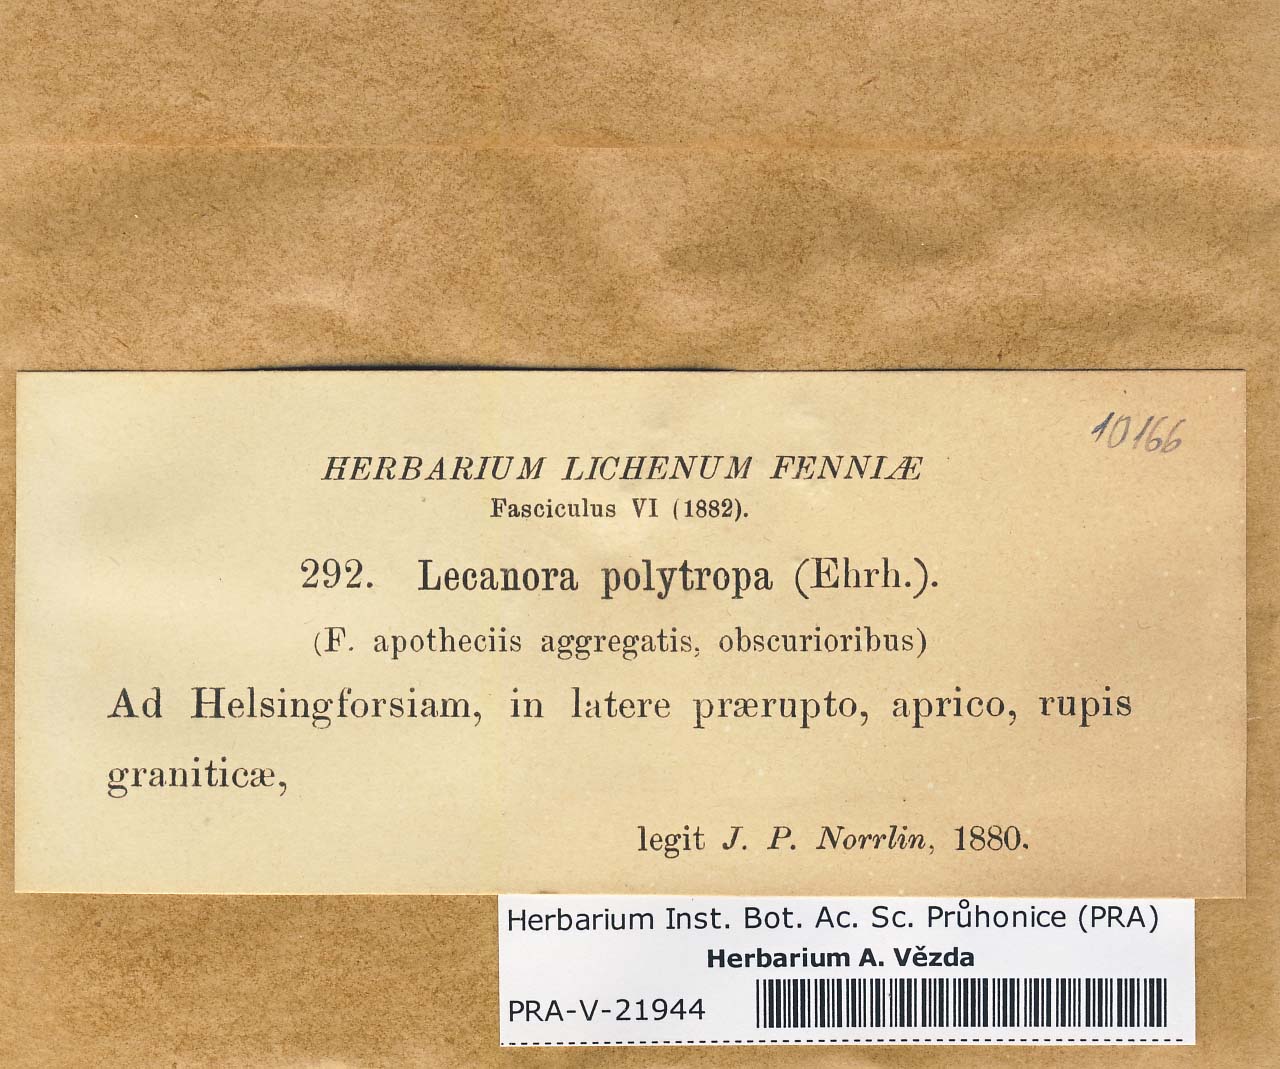 10166
HERBARIUM LICHENUM FENNIÆ
Fasciculus VI (1882).
292. Lecanora polytropa (Ehrh.).
(F. apotheciis aggregatis, obscurioribus)
Ad Helsingforsiam, in latere prærupto, aprico, rupis
graniticæ,
legit J. P. Norrlin, 1880.
Herbarium Inst. Bot. Ac. Sc. Průhonice (PRA)
Herbarium A. Vězda
PRA-V-21944